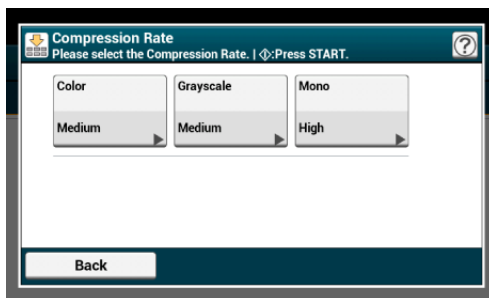 Compression Rate
Please select the Compression Rate. | :Press START.
?
Color
Grayscale
Mono
Medium
Medium
High
Back